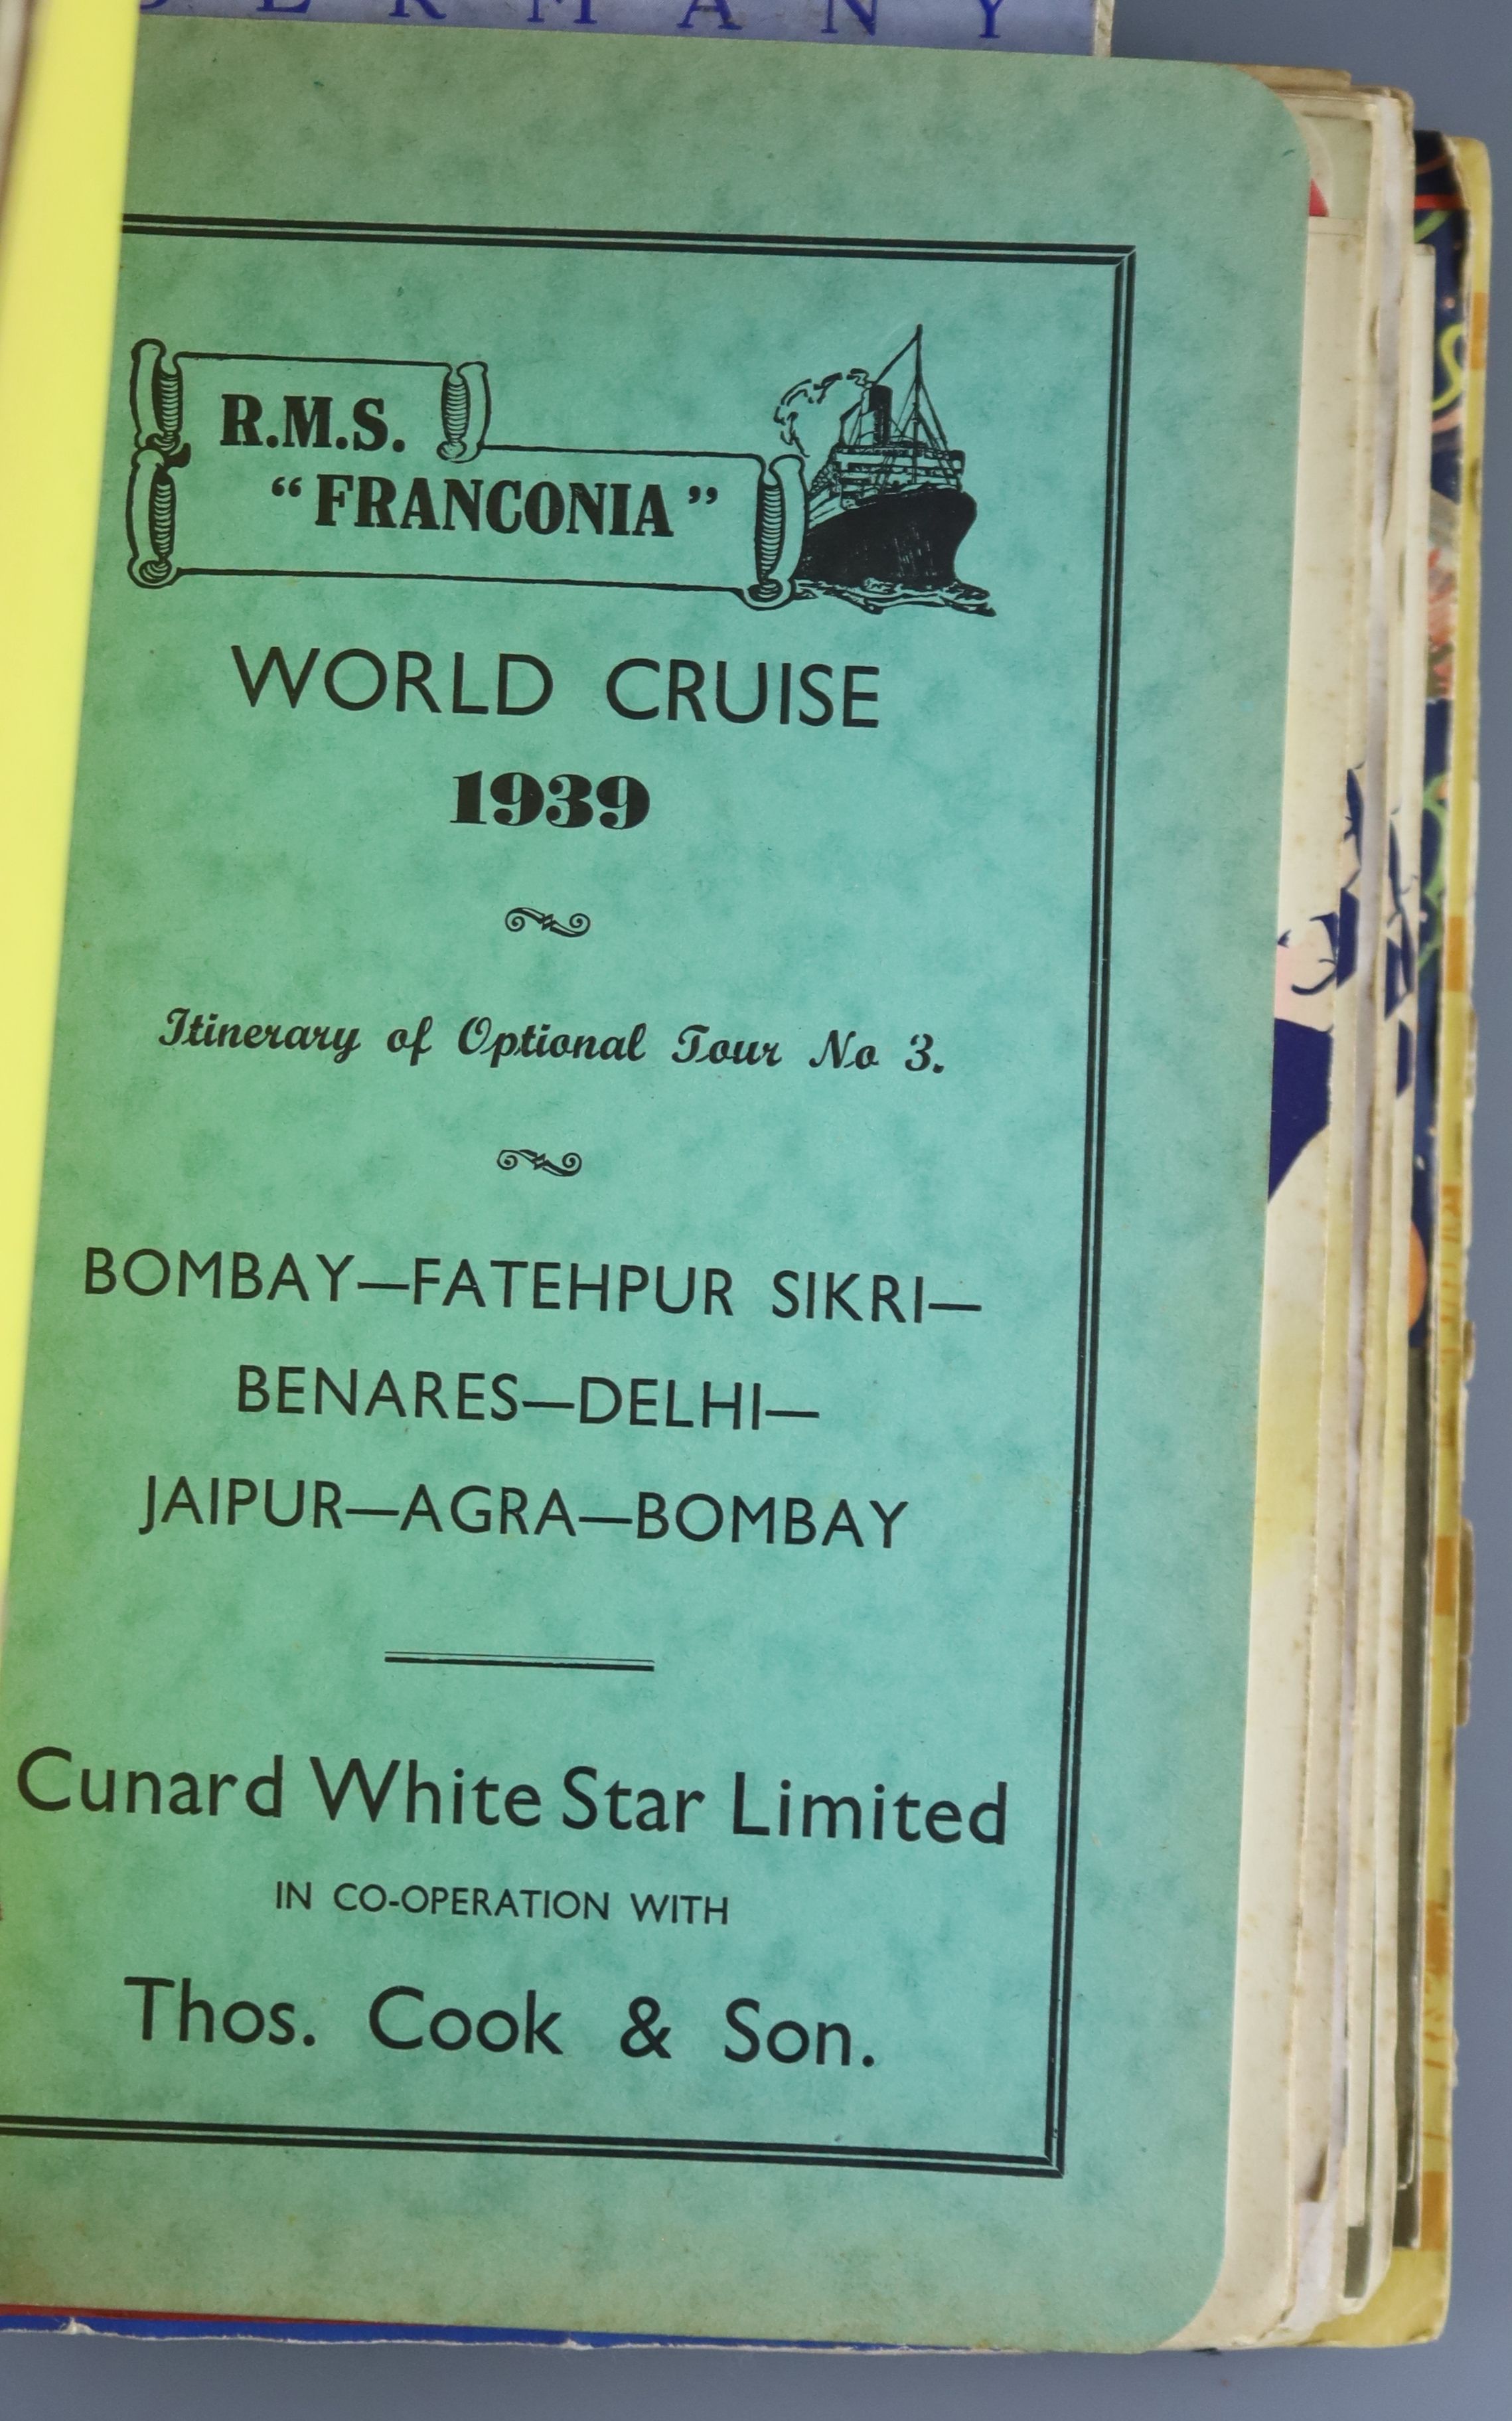 ERMANY
R.M.S.
“FRANCONIA”
WORLD CRUISE
1939
Itinerary of Optional Tour No 3.
BOMBAY—FATEHPUR SIKRI—
BENARES—DELHI—
JAIPUR—AGRA—BOMBAY
Cunard White Star Limited
IN CO-OPERATION WITH
Thos. Cook & Son.